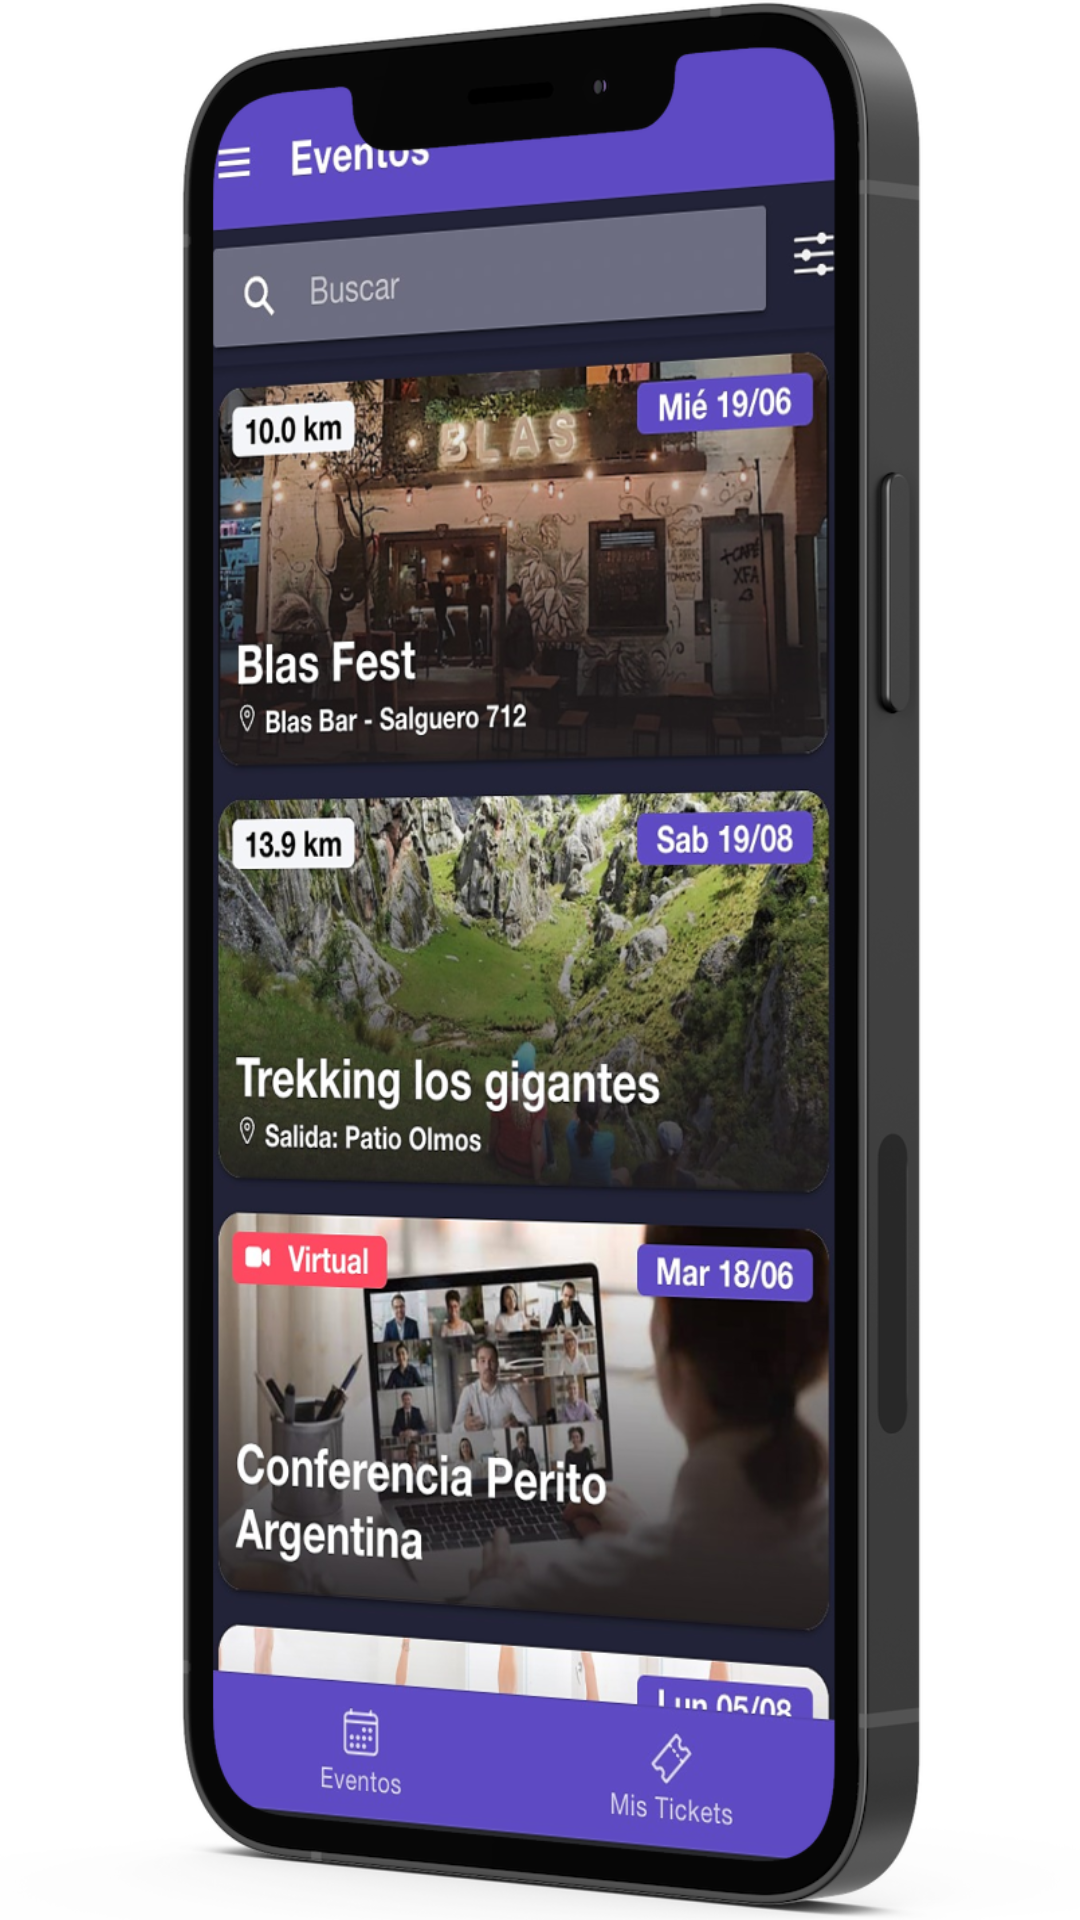 Eventos
Buscar
10.0 km
Mié 19/06
BLAS
+CAFÉ
XFA
Blas Fest
Blas Bar - Salguero 712
13.9 km
Sab 19/08
Trekking los gigantes
Salida: Patio Olmos
Virtual
Mar 18/06
Conferencia Perito
Argentina
Lun 05/08
Eventos
Mis Tickets